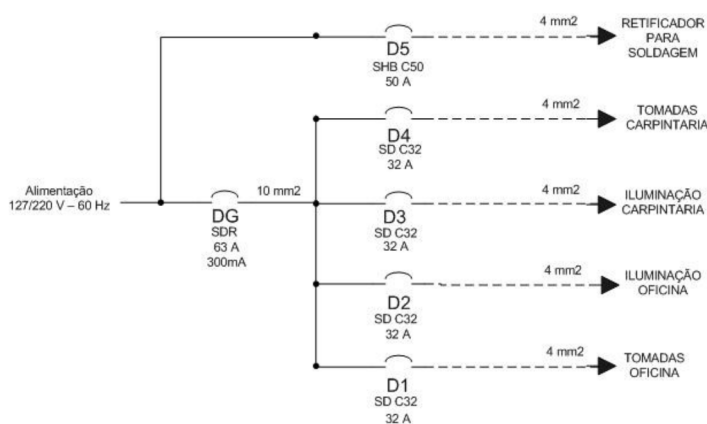 4 mm2
RETIFICADOR
PARA
SOLDAGEM
D5
SHB C50
50 A
4 mm2
TOMADAS
CARPINTARIA
D4
SD C32
32 A
Alimentação
127/220 V – 60 Hz
10 mm2
DG
SDR
63 A
300mA
4 mm2
ILUMINAÇÃO
CARPINTARIA
D3
SD C32
32 A
4 mm2
ILUMINAÇÃO
OFICINA
D2
SD C32
32 A
4 mm2
TOMADAS
OFICINA
D1
SD C32
32 A